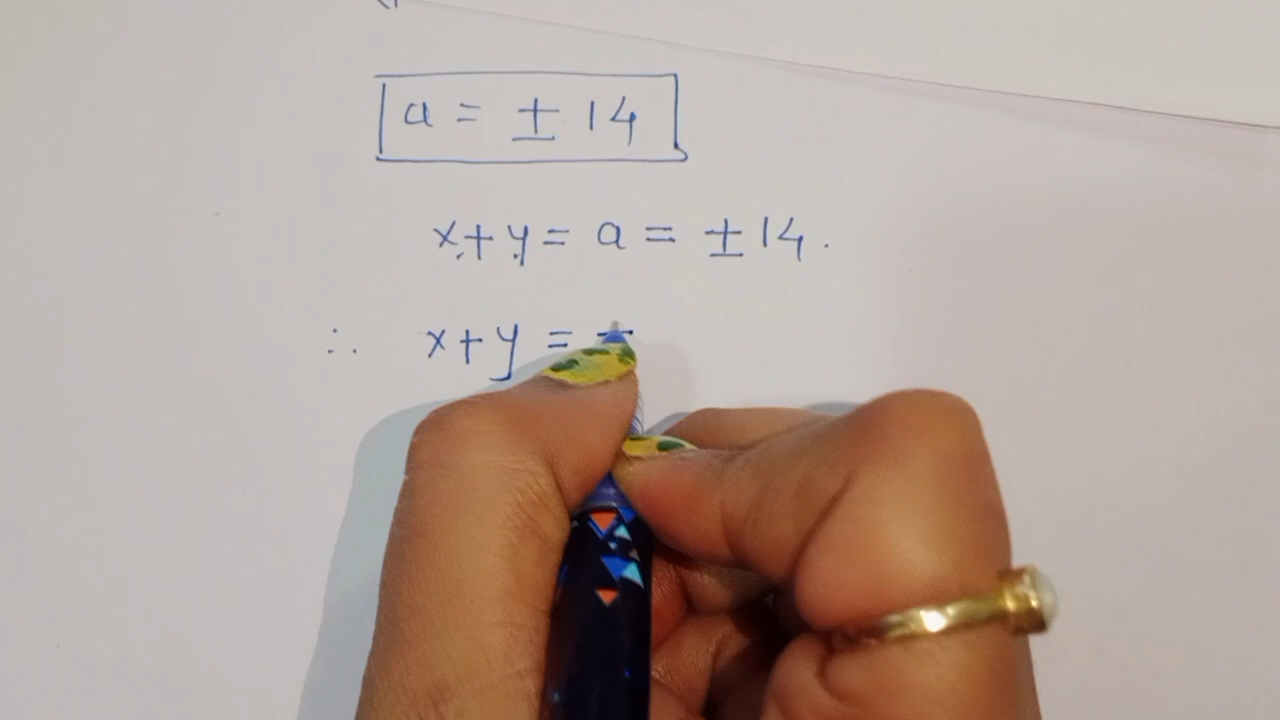 a = ± 14
x+y = a = ± 14.
∴ x+y =